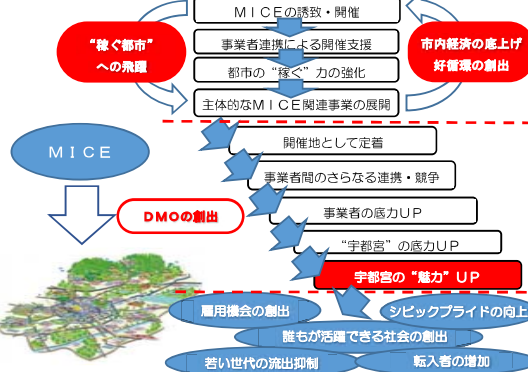 ＭＩＣＥの誘致・開催
事業者連携による開催支援
都市の“稼ぐ”力の強化
主体的なＭＩＣＥ関連事業の展開
“稼ぐ都市”
への飛躍
市内経済の底上げ
好循環の創出
開催地として定着
事業者間のさらなる連携・競争
事業者の底力ＵＰ
“宇都宮”の底力ＵＰ
宇都宮の“魅力”ＵＰ
ＭＩＣＥ
ＤＭＯの創出
雇用機会の創出
シビックプライドの向上
誰もが活躍できる社会の創出
若い世代の流出抑制
転入者の増加